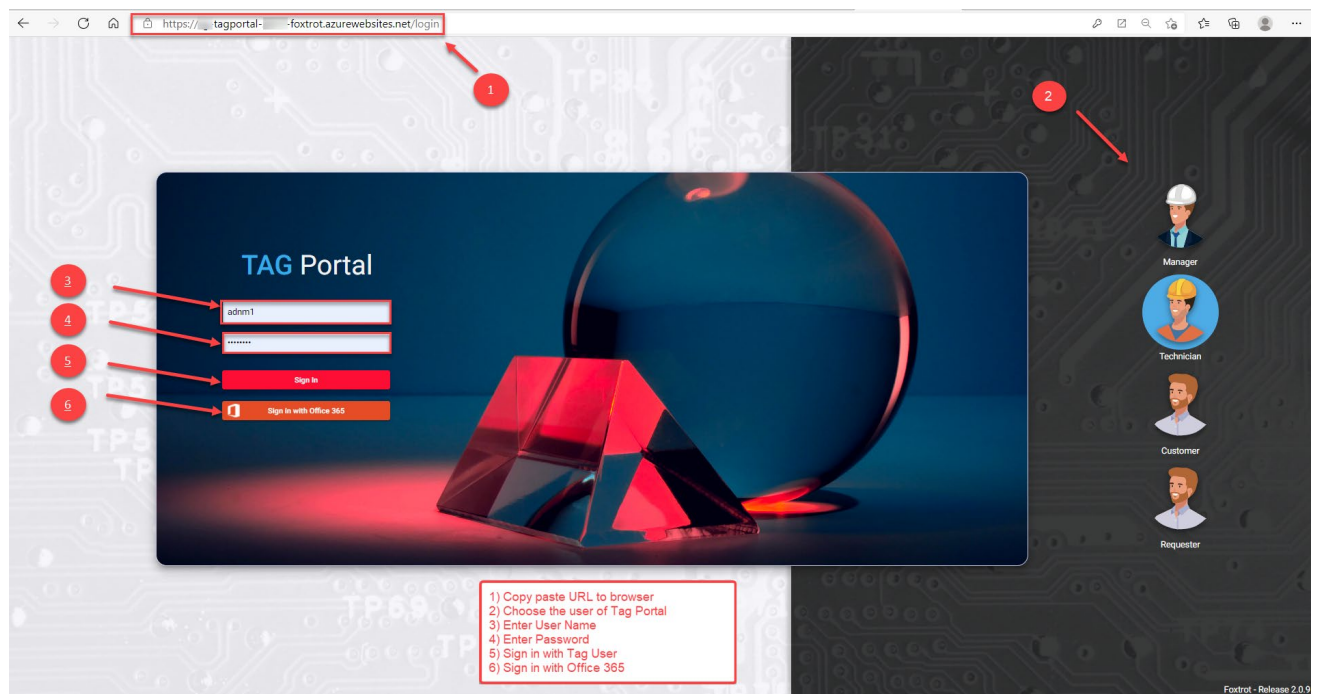 https:// tagportal- -foxtrot.azurewebsites.net/login
1
2
TP31
Manager
TAG Portal
3
adnm1
4
Technician
5
Sign In
6
Sign in with Office 365
Customer
Requester
TP69
1) Copy paste URL to browser
2) Choose the user of Tag Portal
3) Enter User Name
4) Enter Password
5) Sign in with Tag User
6) Sign in with Office 365
Foxtrot - Release 2.0.9